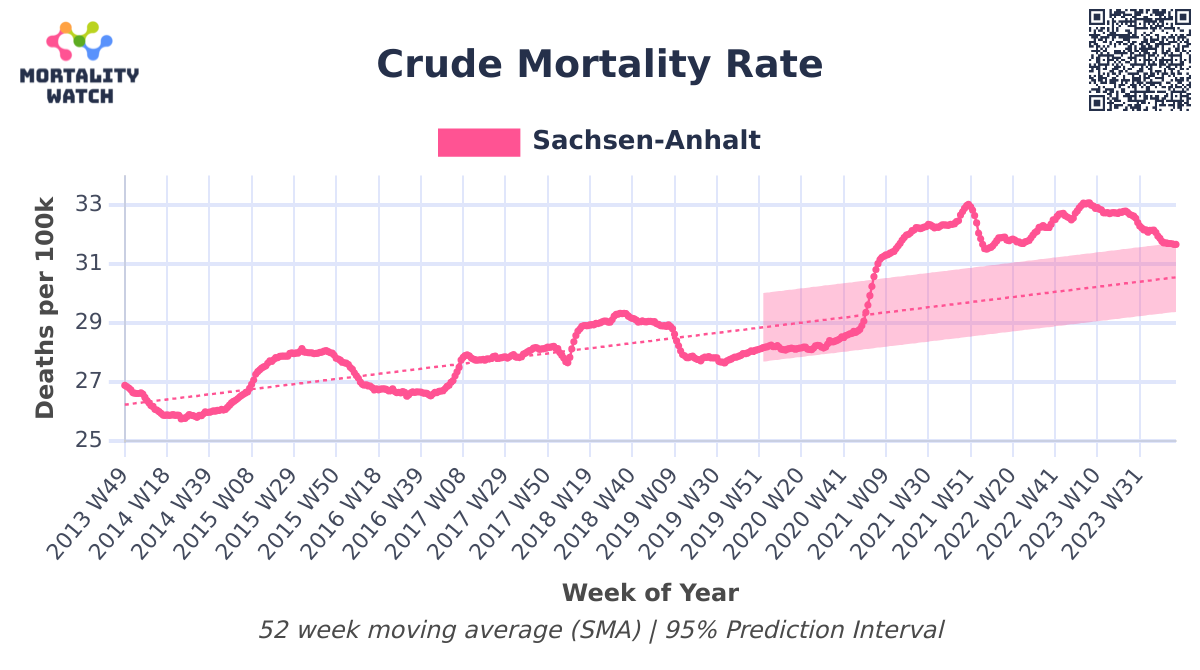 MORTALITY
WATCH
Crude Mortality Rate
Sachsen-Anhalt
Deaths per 100k
33
31
29
27
25
2013 W49
2014 W18
2014 W39
2015 W08
2015 W29
2015 W50
2016 W18
2016 W39
2017 W08
2017 W29
2017 W50
2018 W19
2018 W40
2019 W09
2019 W30
2019 W51
2020 W20
2020 W41
2021 W09
2021 W30
2021 W51
2022 W20
2022 W41
2023 W10
2023 W31
Week of Year
52 week moving average (SMA) | 95% Prediction Interval